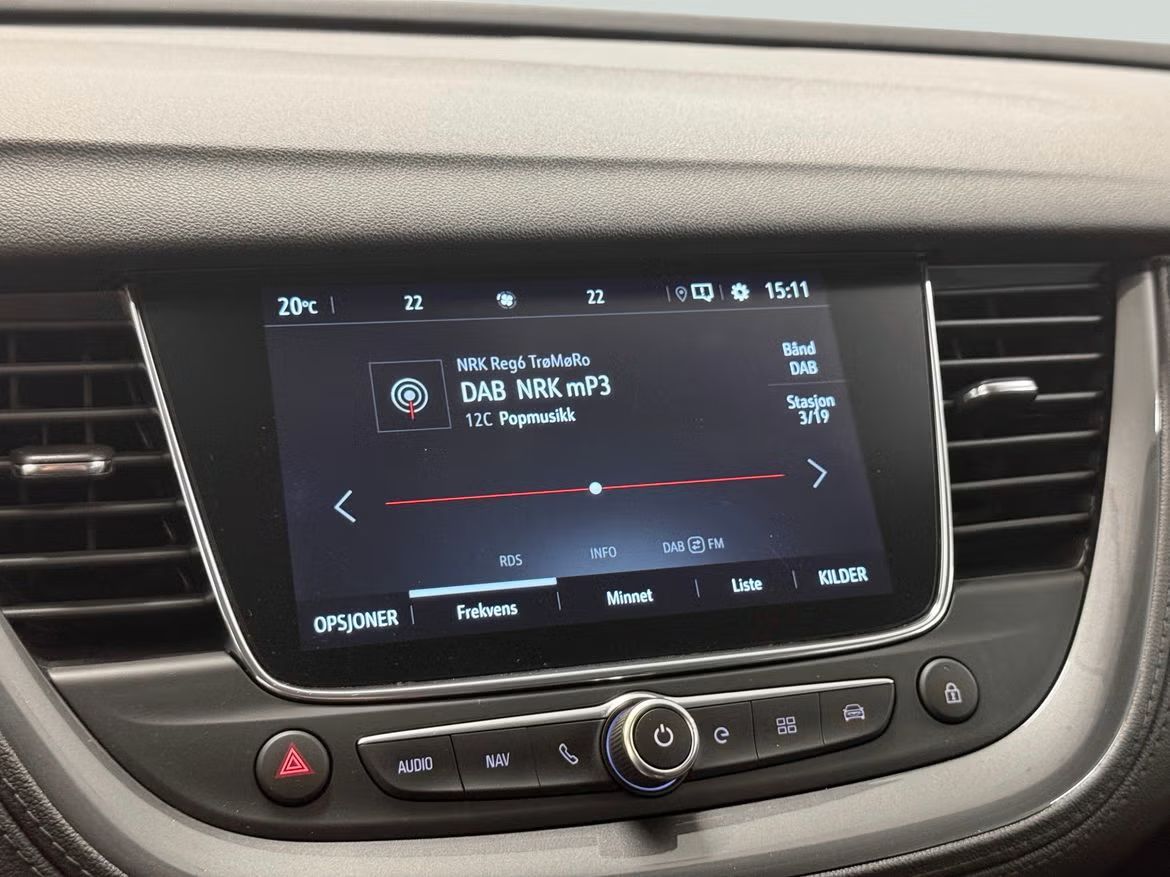 20°C 22 22 15:11
NRK Reg6 TrøMøRo
DAB NRK mP3
12C Popmusikk
Bånd
DAB
Stasjon
3/19
RDS INFO DAB FM
OPSJONER Frekvens Minnet Liste KILDER
AUDIO NAV